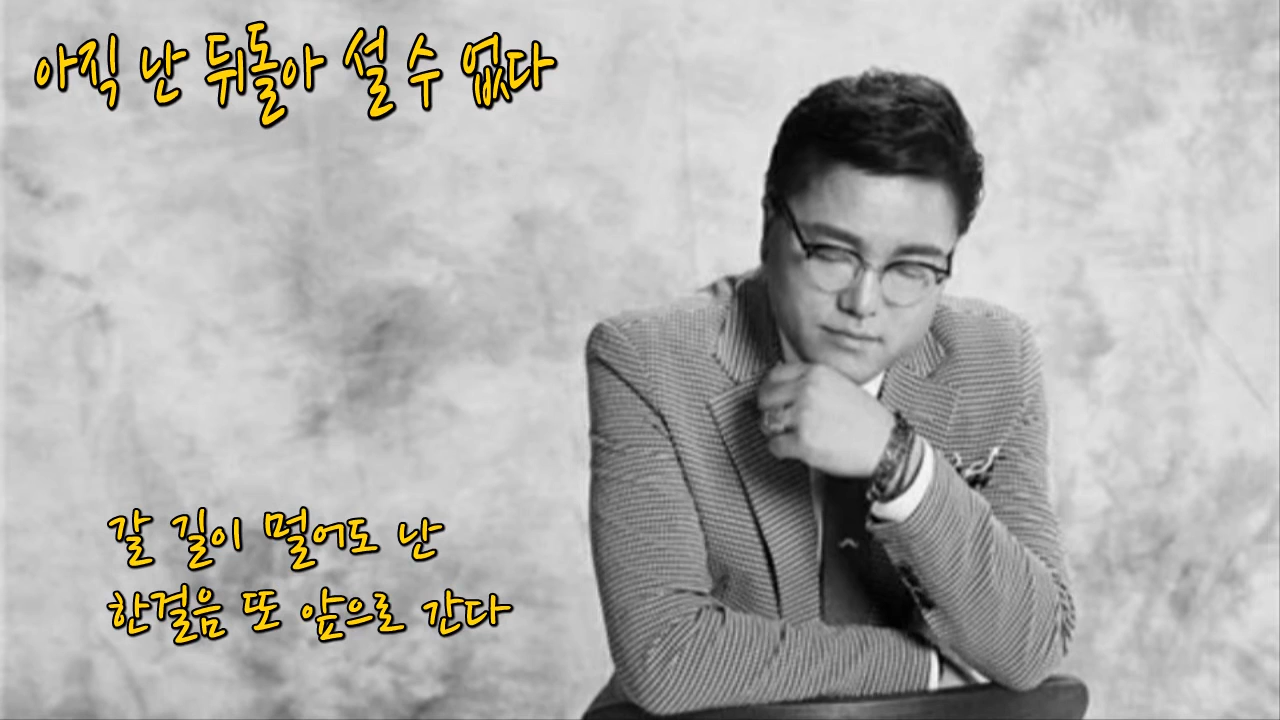 아직 난 뒤돌아 설 수 없다
갈 길이 멀어도 난
한걸음 또 앞으로 간다